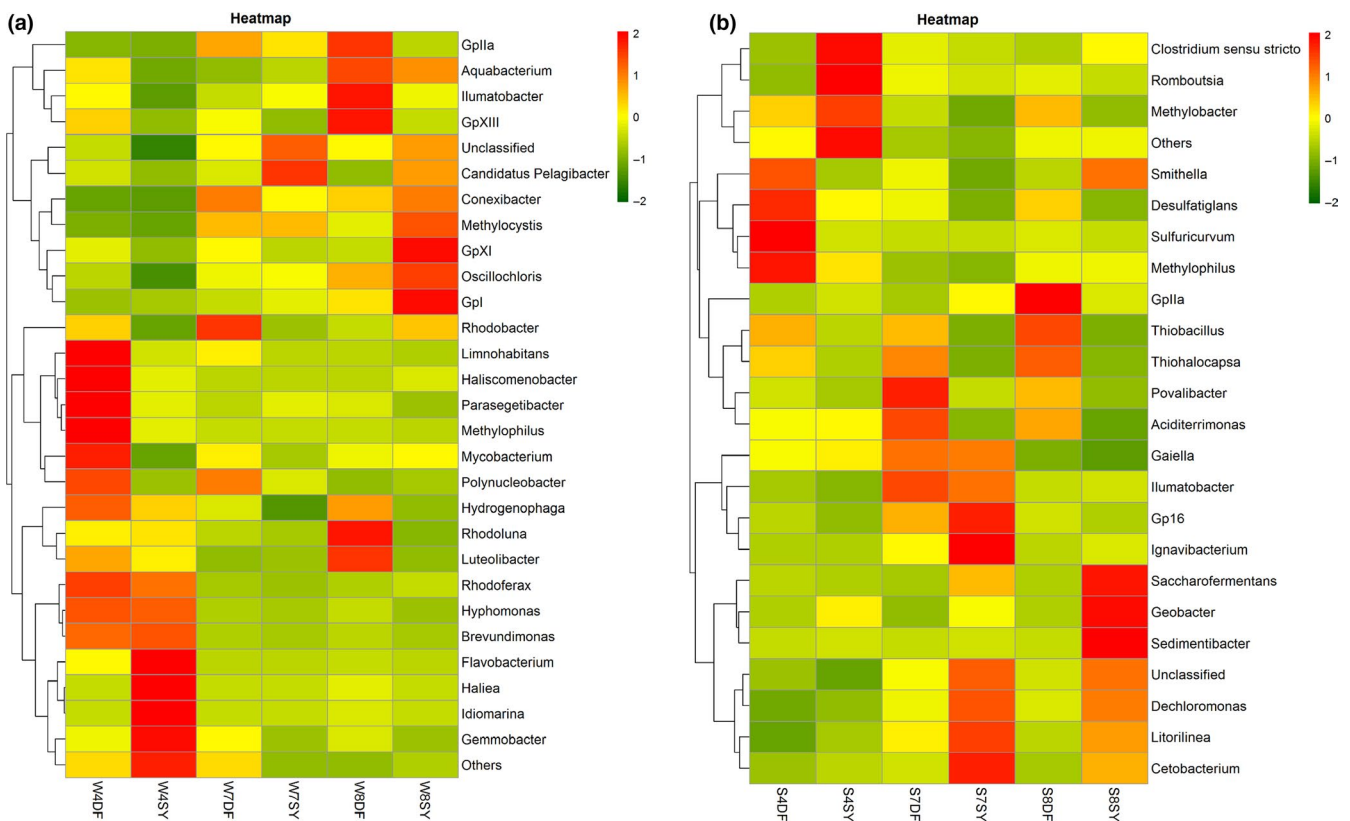 (a)
Heatmap
GpIIa
Aquabacterium
Ilumatobacter
GpXIII
Unclassified
Candidatus Pelagibacter
Conexibacter
Methylocystis
GpXI
Oscillochloris
GpI
Rhodobacter
Limnohabitans
Haliscomenobacter
Parasegetibacter
Methylophilus
Mycobacterium
Polynucleobacter
Hydrogenophaga
Rhodoluna
Luteolibacter
Rhodoferax
Hyphomonas
Brevundimonas
Flavobacterium
Haliea
Idiomarina
Gemmobacter
Others
2
1
0
−1
−2
W4DF
W4SY
W7DF
W7SY
W8DF
W8SY
(b)
Heatmap
Clostridium sensu stricto
Romboutsia
Methylobacter
Others
Smithella
Desulfatiglans
Sulfuricurvum
Methylophilus
GpIIa
Thiobacillus
Thiohalocapsa
Povalibacter
Aciditerrimonas
Gaiella
Ilumatobacter
Gp16
Ignavibacterium
Saccharofermentans
Geobacter
Sedimentibacter
Unclassified
Dechloromonas
Litorilinea
Cetobacterium
2
1
0
−1
−2
S4DF
S4SY
S7DF
S7SY
S8DF
S8SY